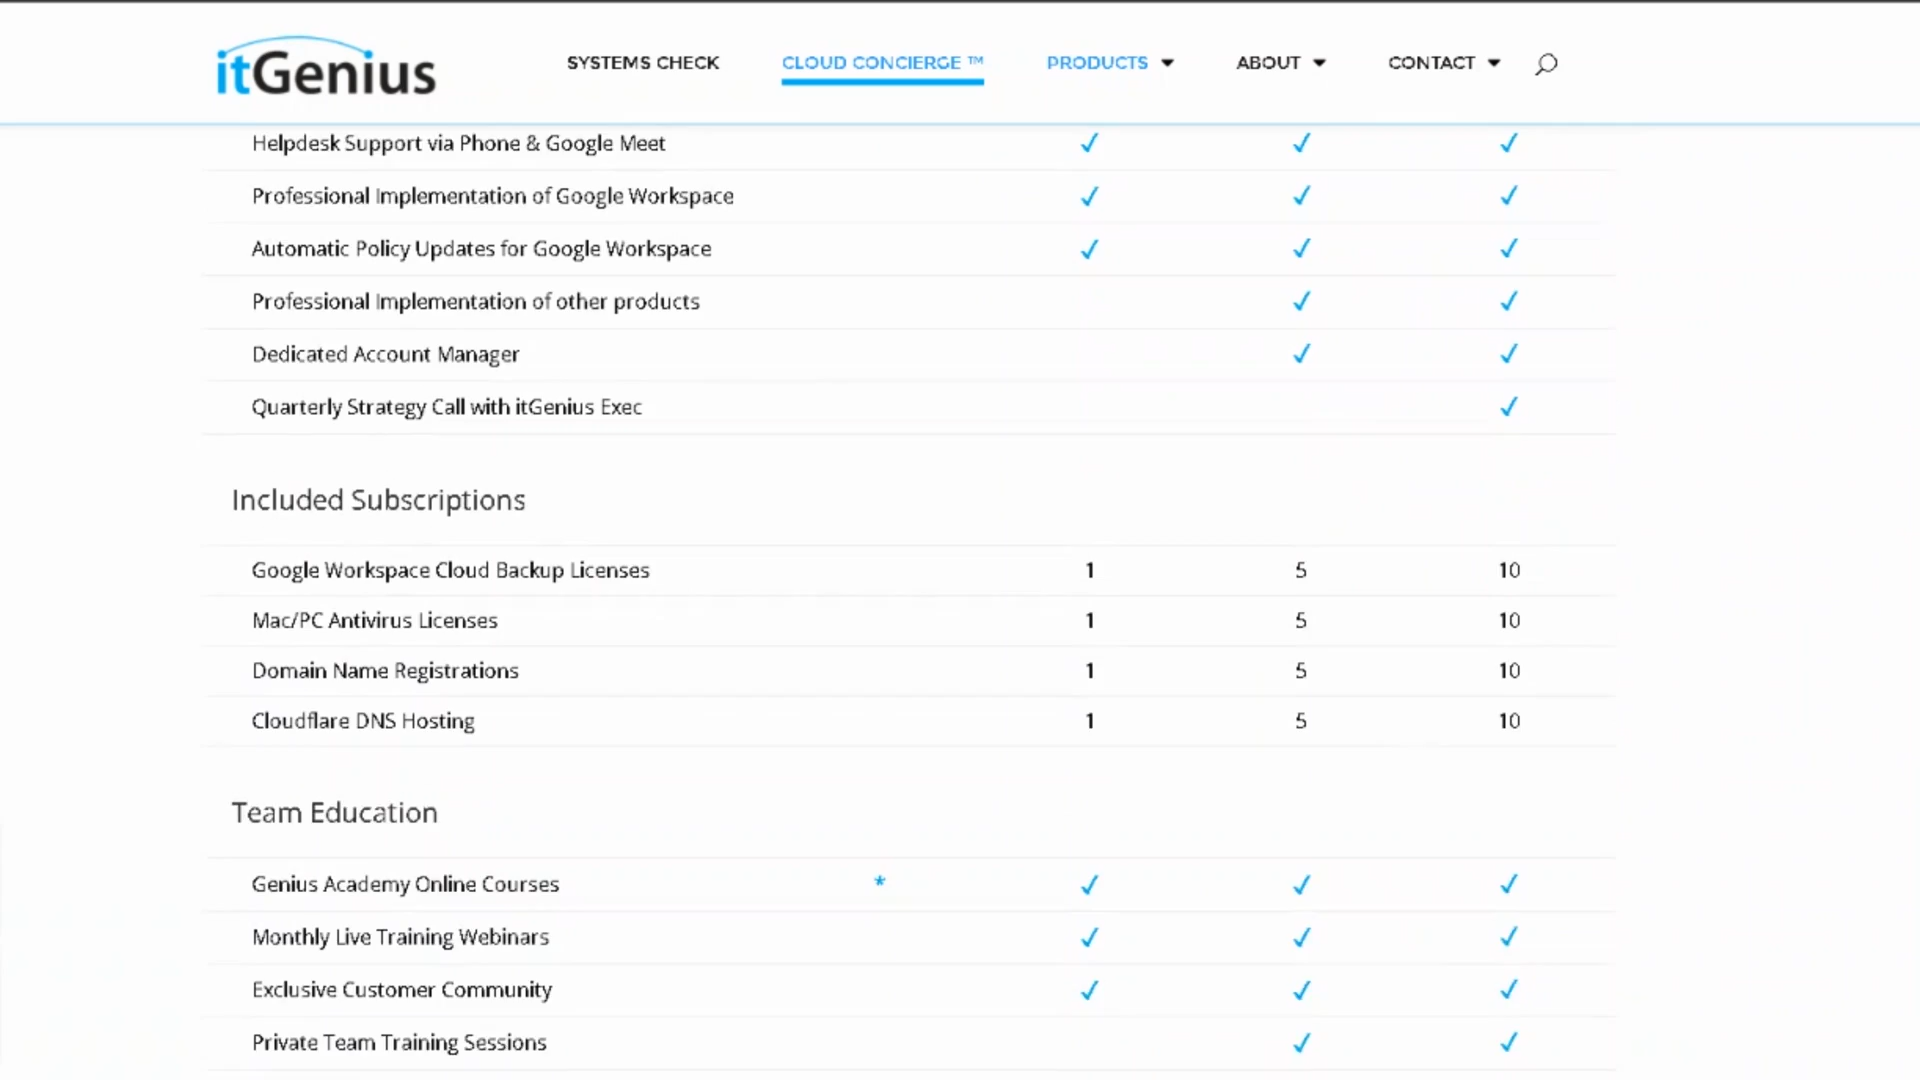 itGenius
SYSTEMS CHECK CLOUD CONCIERGE ™ PRODUCTS ABOUT CONTACT
Helpdesk Support via Phone & Google Meet ✓ ✓ ✓
Professional Implementation of Google Workspace ✓ ✓ ✓
Automatic Policy Updates for Google Workspace ✓ ✓ ✓
Professional Implementation of other products ✓ ✓
Dedicated Account Manager ✓ ✓
Quarterly Strategy Call with itGenius Exec ✓
Included Subscriptions
Google Workspace Cloud Backup Licenses 1 5 10
Mac/PC Antivirus Licenses 1 5 10
Domain Name Registrations 1 5 10
Cloudflare DNS Hosting 1 5 10
Team Education
Genius Academy Online Courses * ✓ ✓ ✓
Monthly Live Training Webinars ✓ ✓ ✓
Exclusive Customer Community ✓ ✓ ✓
Private Team Training Sessions ✓ ✓